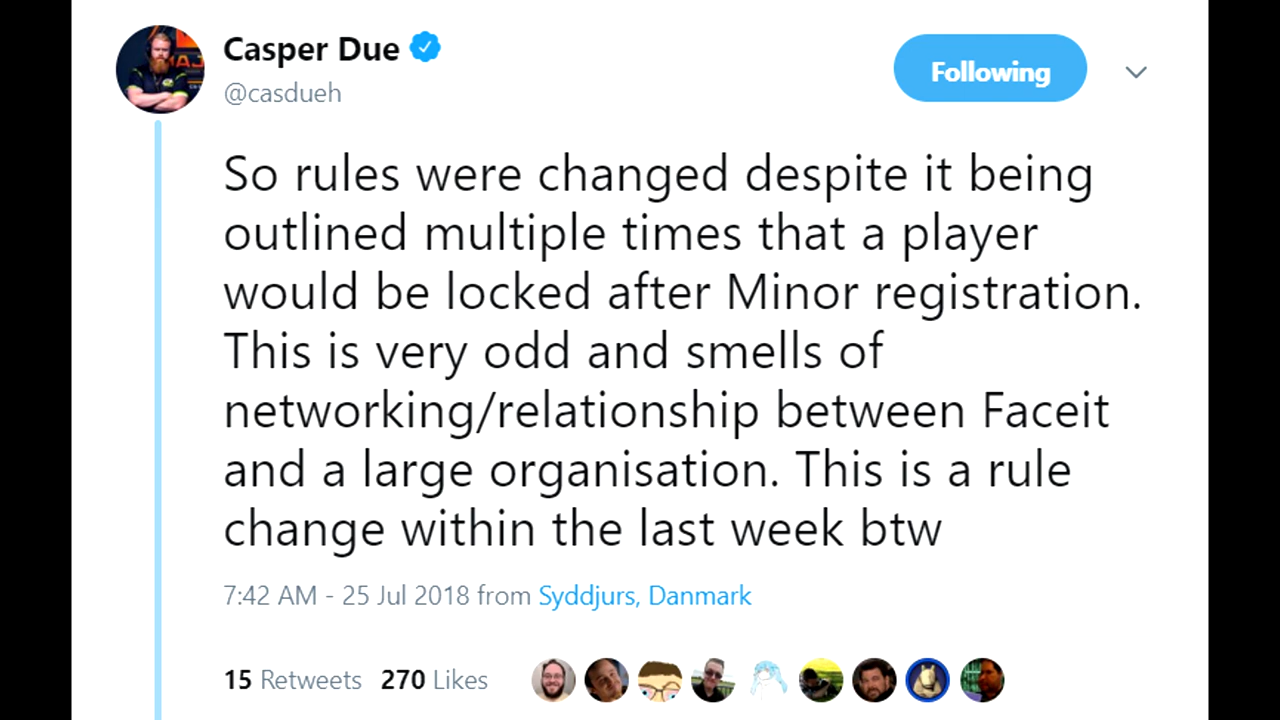 Casper Due
@casdueh
Following
So rules were changed despite it being
outlined multiple times that a player
would be locked after Minor registration.
This is very odd and smells of
networking/relationship between Faceit
and a large organisation. This is a rule
change within the last week btw
7:42 AM - 25 Jul 2018 from Syddjurs, Danmark
15 Retweets 270 Likes